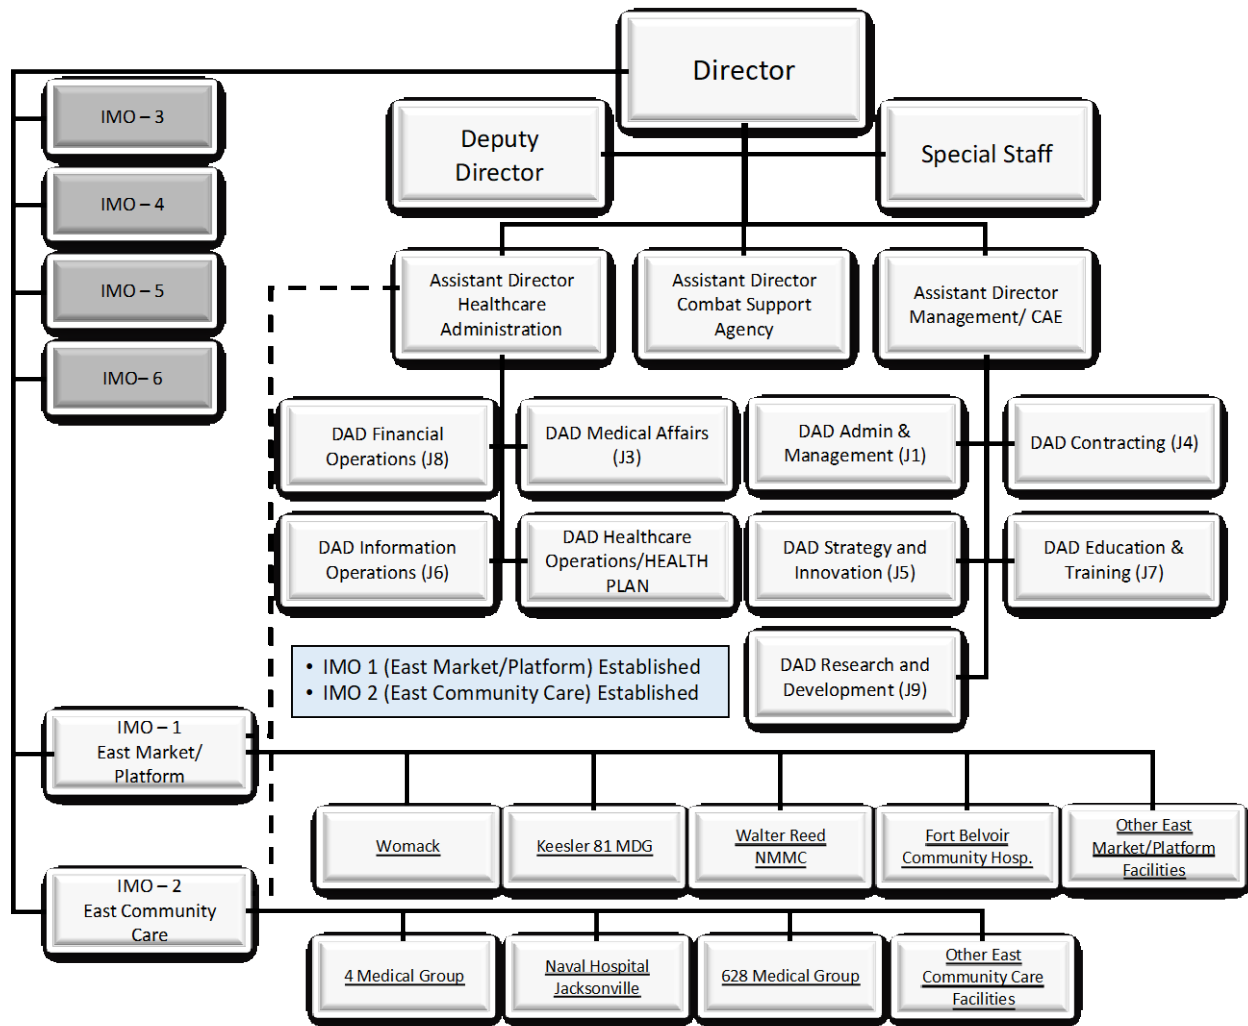 Director
Deputy
Director
Special Staff
IMO – 3
IMO – 4
IMO – 5
IMO– 6
Assistant Director
Healthcare
Administration
Assistant Director
Combat Support
Agency
Assistant Director
Management/ CAE
DAD Financial
Operations (J8)
DAD Medical Affairs
(J3)
DAD Admin &
Management (J1)
DAD Contracting (J4)
DAD Information
Operations (J6)
DAD Healthcare
Operations/HEALTH
PLAN
DAD Strategy and
Innovation (J5)
DAD Education &
Training (J7)
DAD Research and
Development (J9)
• IMO 1 (East Market/Platform) Established
• IMO 2 (East Community Care) Established
IMO – 1
East Market/
Platform
Womack
Keesler 81 MDG
Walter Reed
NMMC
Fort Belvoir
Community Hosp.
Other East
Market/Platform
Facilities
IMO – 2
East Community
Care
4 Medical Group
Naval Hospital
Jacksonville
628 Medical Group
Other East
Community Care
Facilities